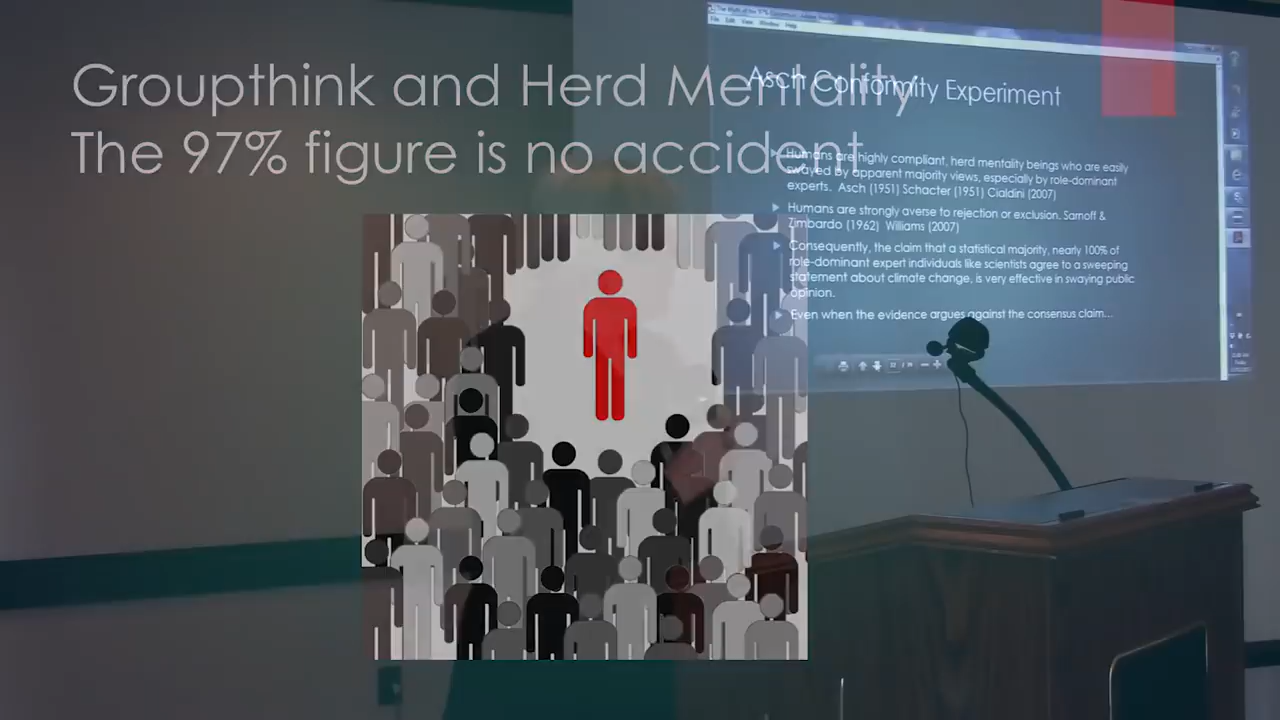 Groupthink and Herd Mentality
The 97% figure is no accident
Asch Conformity Experiment
Humans are highly compliant, herd mentality beings who are easily
swayed by apparent majority views, especially by role-dominant
experts. Asch (1951) Schacter (1951) Cialdini (2007)
Humans are strongly averse to rejection or exclusion. Sarnoff &
Zimbardo (1962) Williams (2007)
Consequently, the claim that a statistical majority, nearly 100% of
role-dominant expert individuals like scientists agree to a sweeping
statement about climate change, is very effective in swaying public
opinion.
Even when the evidence argues against the consensus claim...